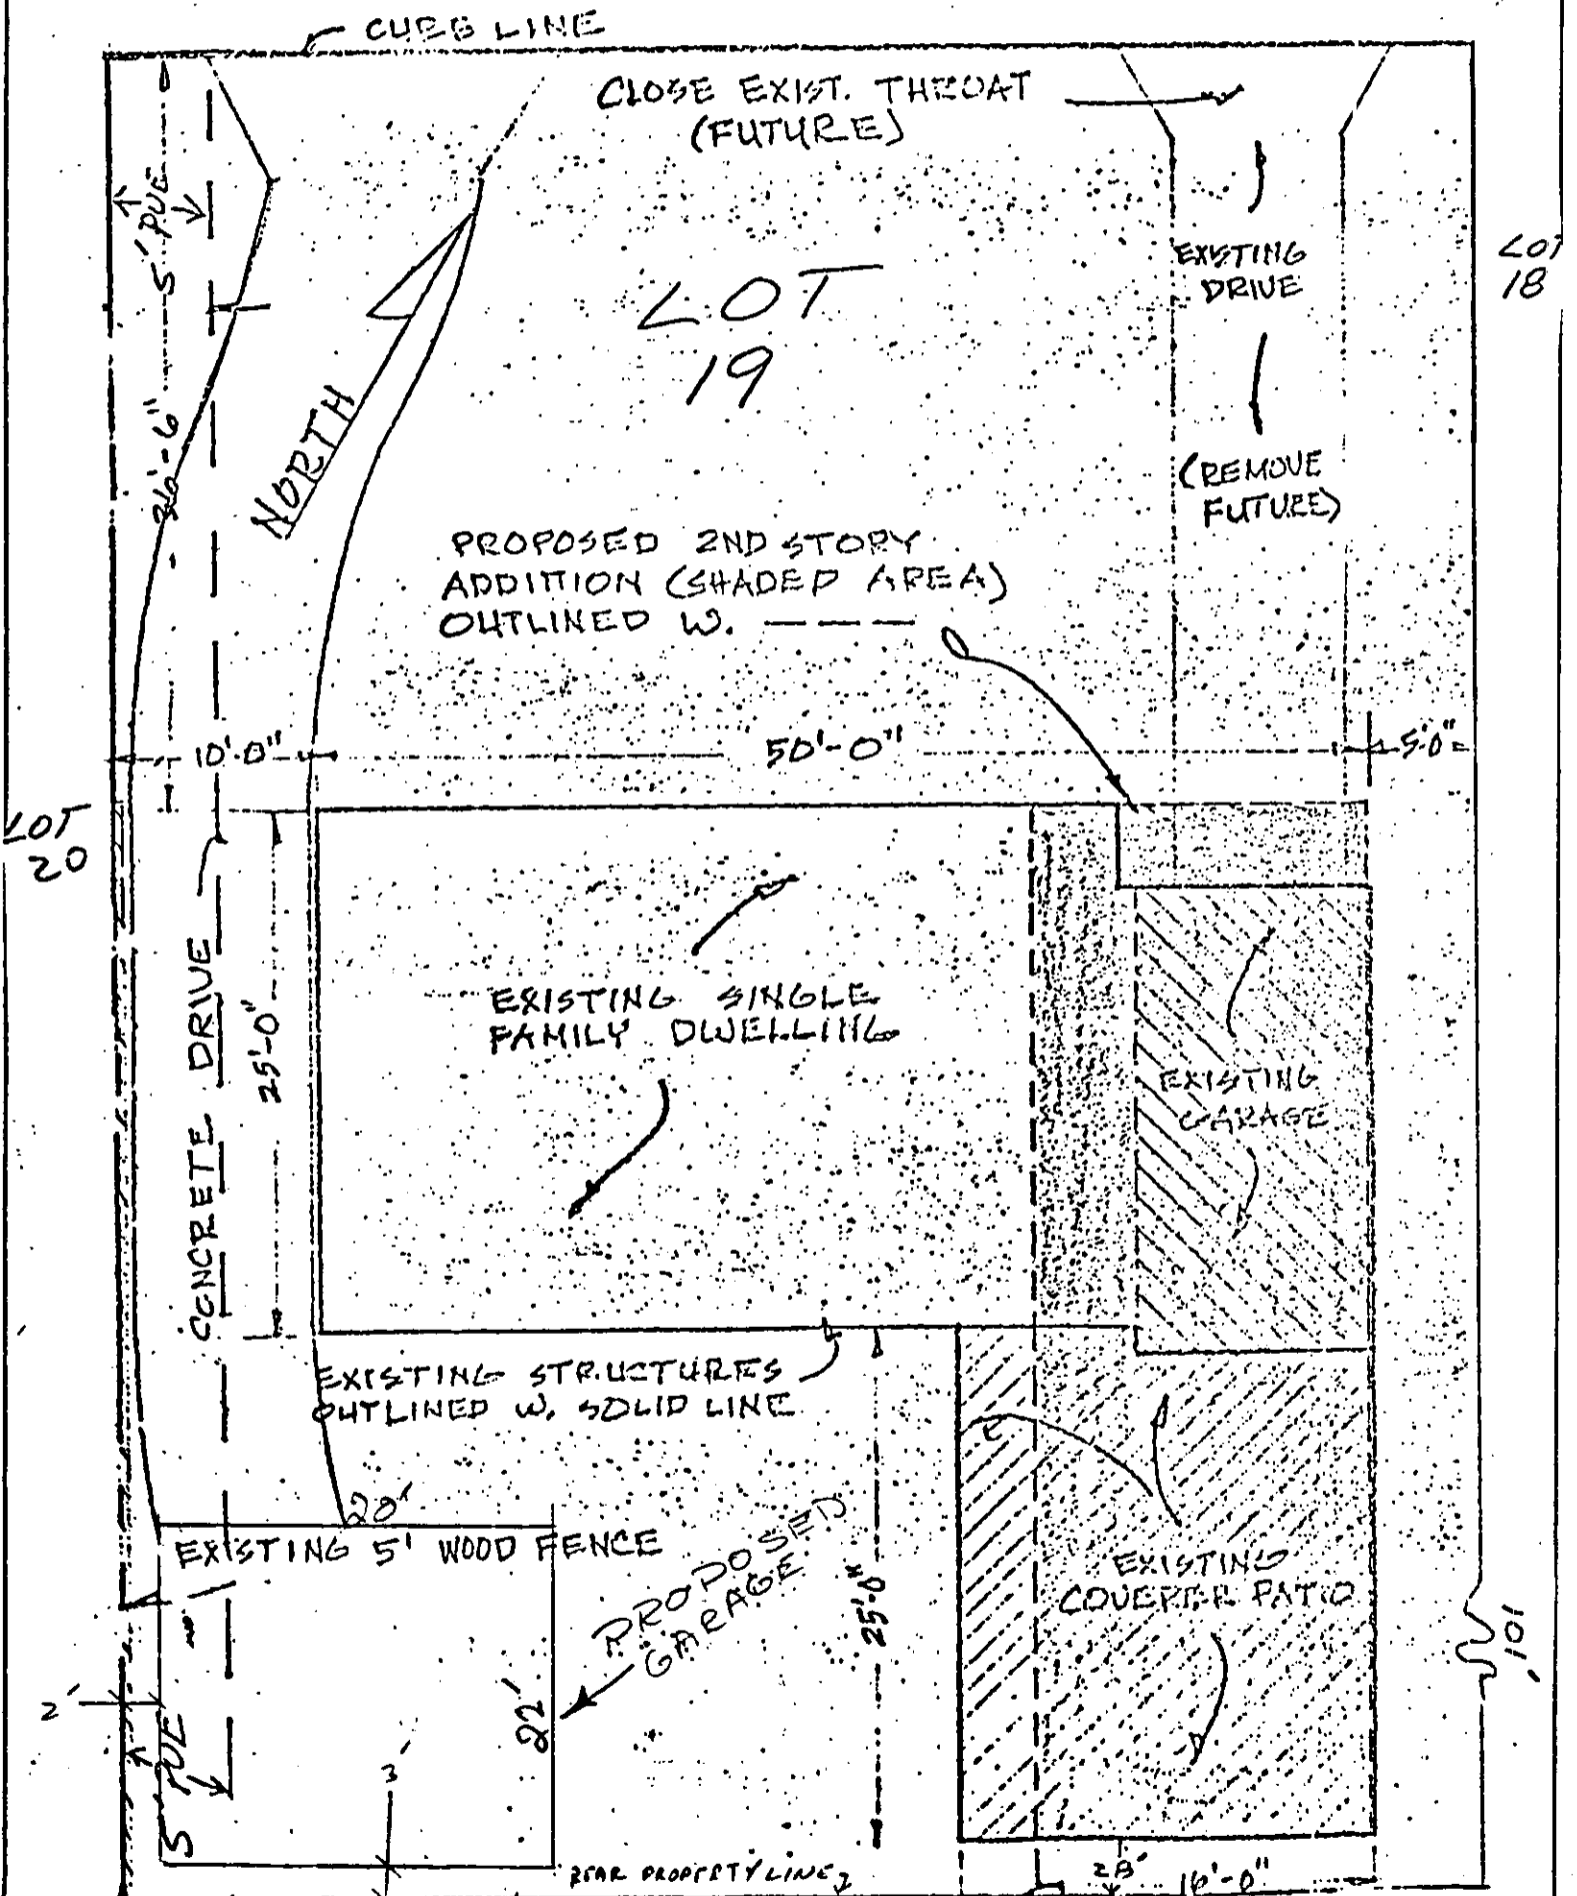 CURB LINE
CLOSE EXIST. THROAT
(FUTURE)
5' PUE
36'-6"
NORTH
LOT
19
EXISTING
DRIVE
(REMOVE
FUTURE)
LOT
18
PROPOSED 2ND STORY
ADDITION (SHADED AREA)
OUTLINED W. ----
10'-0"
50'-0"
5'0"
LOT
20
CONCRETE DRIVE
25'-0"
EXISTING SINGLE
FAMILY DWELLING
EXISTING
GARAGE
EXISTING STRUCTURES
OUTLINED W. SOLID LINE
20'
EXISTING 5' WOOD FENCE
PROPOSED
GARAGE
25'-0"
EXISTING
COVERED PATIO
101'
2'
5' PUE
22'
3'
REAR PROPERTY LINE
28'
16'-0"